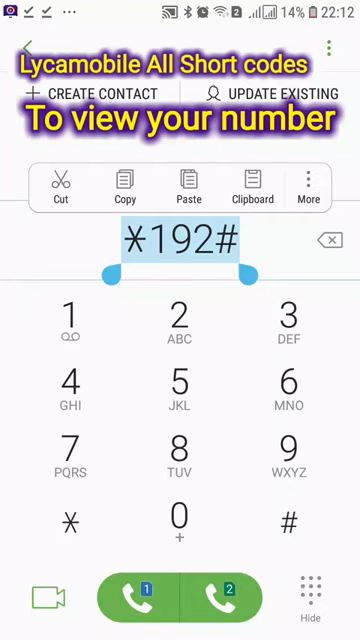 2 14% 22:12
Lycamobile All Short codes
CREATE CONTACT UPDATE EXISTING
To view your number
Cut Copy Paste Clipboard More
*192#
1 2 3
ABC DEF
4 5 6
GHI JKL MNO
7 8 9
PQRS TUV WXYZ
* 0 #
+
1 2
Hide